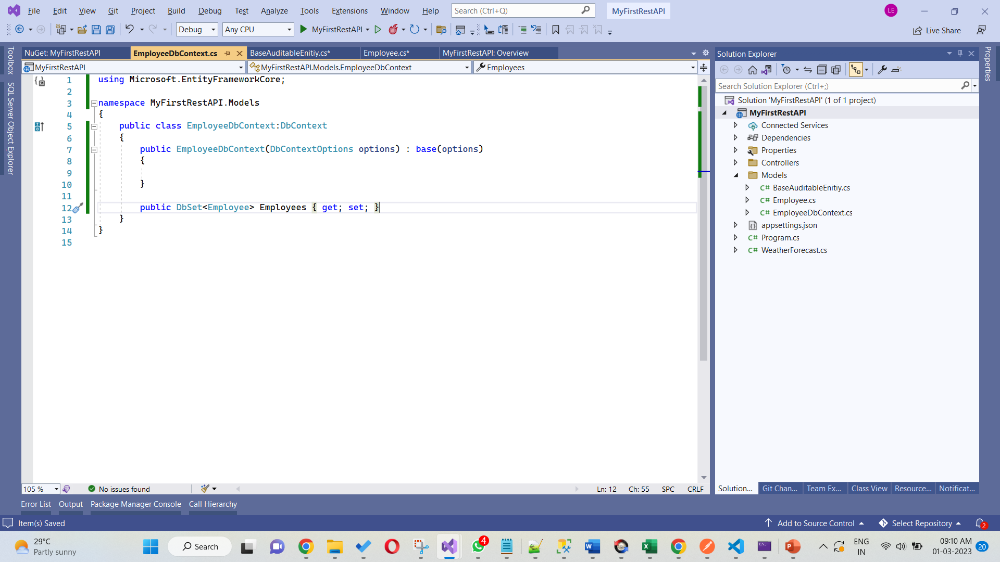 File Edit View Git Project Build Debug Test Analyze Tools Extensions Window Help Search (Ctrl+Q) MyFirstRestAPI LE
Debug Any CPU MyFirstRestAPI Live Share
Toolbox
SQL Server Object Explorer
NuGet: MyFirstRestAPI EmployeeDbContext.cs BaseAuditableEnitiy.cs* Employee.cs* MyFirstRestAPI: Overview
MyFirstRestAPI MyFirstRestAPI.Models.EmployeeDbContext Employees
1 using Microsoft.EntityFrameworkCore;
2
3 namespace MyFirstRestAPI.Models
4 {
5 public class EmployeeDbContext:DbContext
6 {
7 public EmployeeDbContext(DbContextOptions options) : base(options)
8 {
9
10 }
11
12 public DbSet<Employee> Employees { get; set; }
13 }
14 }
15
105 % No issues found Ln: 12 Ch: 55 SPC CRLF
Solution Explorer
Search Solution Explorer (Ctrl+;)
Solution 'MyFirstRestAPI' (1 of 1 project)
MyFirstRestAPI
Connected Services
Dependencies
Properties
Controllers
Models
C# BaseAuditableEnitiy.cs
C# Employee.cs
C# EmployeeDbContext.cs
appsettings.json
C# Program.cs
C# WeatherForecast.cs
Solution... Git Chan... Team Ex... Class View Resource... Notificat...
Properties
Error List Output Package Manager Console Call Hierarchy
Item(s) Saved Add to Source Control Select Repository 2
29°C
Partly sunny
Search
4
ENG
IN
09:10 AM
01-03-2023
20